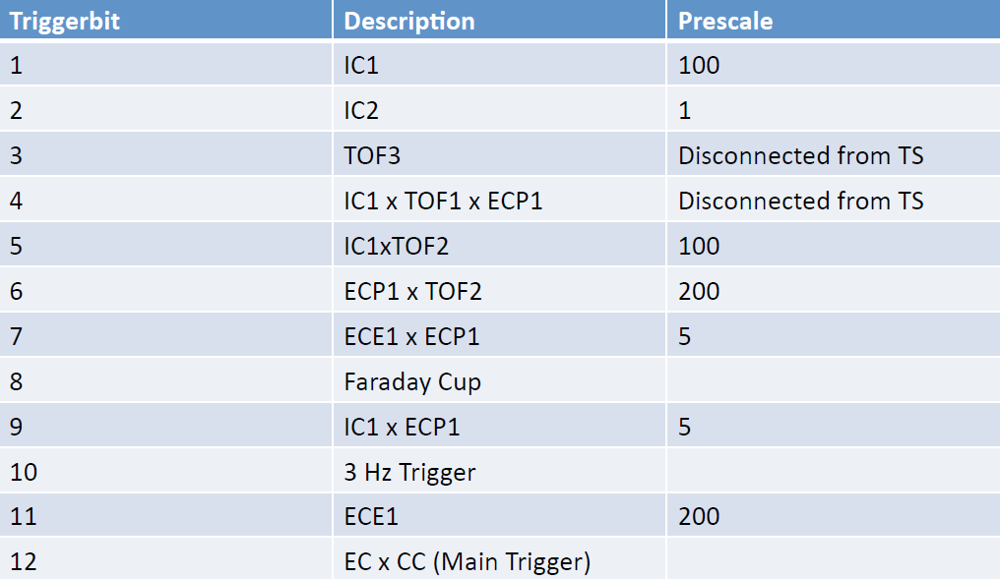 Triggerbit Description Prescale
1 IC1 100
2 IC2 1
3 TOF3 Disconnected from TS
4 IC1 x TOF1 x ECP1 Disconnected from TS
5 IC1xTOF2 100
6 ECP1 x TOF2 200
7 ECE1 x ECP1 5
8 Faraday Cup
9 IC1 x ECP1 5
10 3 Hz Trigger
11 ECE1 200
12 EC x CC (Main Trigger)